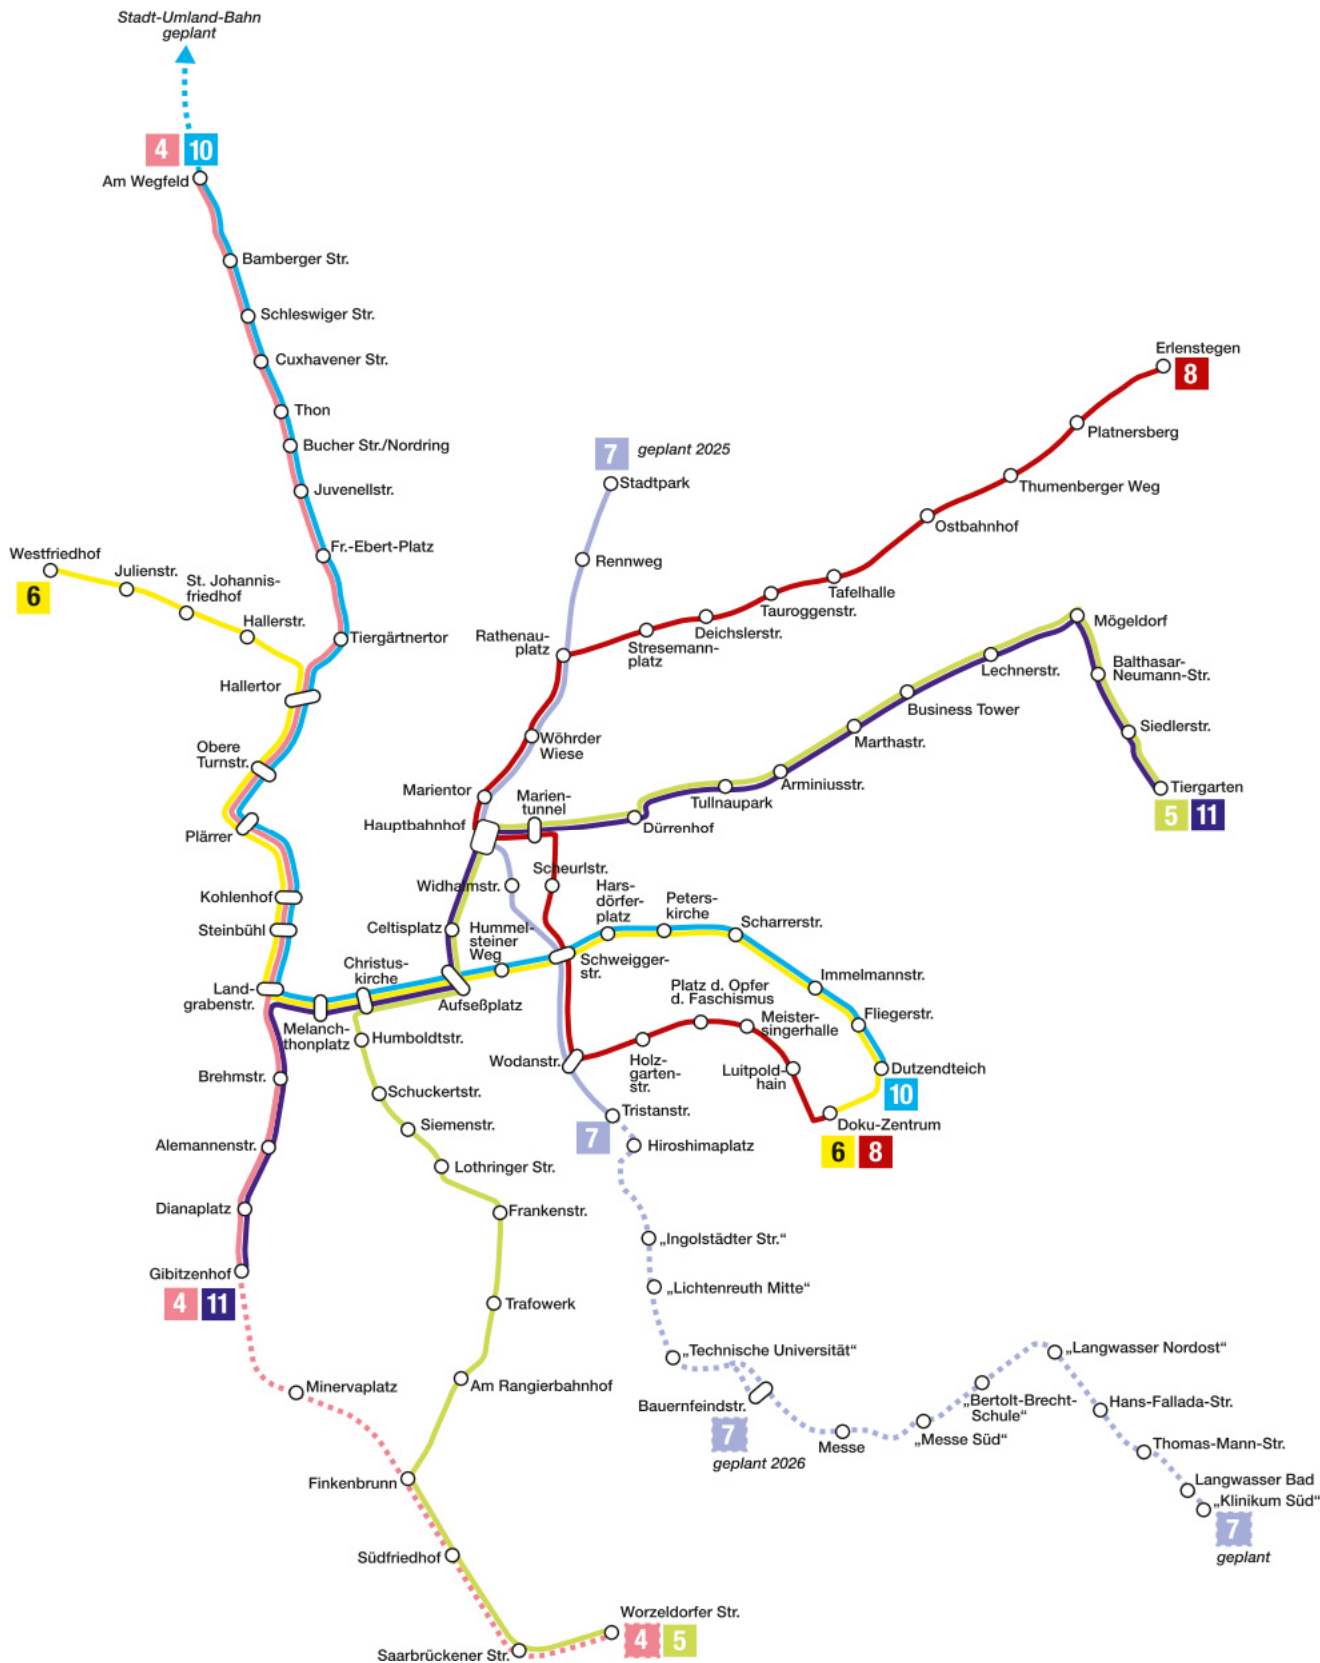 Stadt-Umland-Bahn
geplant
4 10
Am Wegfeld
Bamberger Str.
Schleswiger Str.
Cuxhavener Str.
Thon
Bucher Str./Nordring
Juvenellstr.
Fr.-Ebert-Platz
Tiergärtnertor
Westfriedhof
6
Julienstr.
St. Johannis-
friedhof
Hallerstr.
Hallertor
Obere
Turnstr.
Plärrer
Kohlenhof
Steinbühl
Land-
grabenstr.
Melanch-
thonplatz
Christus-
kirche
Brehmstr.
Alemannenstr.
Dianaplatz
Gibitzenhof
4 11
Minervaplatz
7 geplant 2025
Stadtpark
Rennweg
Rathenau-
platz
Wöhrder
Wiese
Marientor
Hauptbahnhof
Marien-
tunnel
Widhalmstr.
Scheurlstr.
Celtisplatz
Hummel-
steiner
Weg
Aufseßplatz
Schweigger-
str.
Hars-
dörfer-
platz
Peters-
kirche
Scharrerstr.
Immelmannstr.
Fliegerstr.
Dutzendteich
10
Doku-Zentrum
6 8
Erlenstegen
8
Platnersberg
Thumenberger Weg
Ostbahnhof
Tafelhalle
Tauroggenstr.
Deichslerstr.
Stresemann-
platz
Mögeldorf
Balthasar-
Neumann-Str.
Siedlerstr.
Tiergarten
5 11
Lechnerstr.
Business Tower
Marthastr.
Arminiusstr.
Tullnaupark
Dürrenhof
Platz d. Opfer
d. Faschismus
Meister-
singerhalle
Luitpold-
hain
Holz-
garten-
str.
Wodanstr.
Tristanstr.
7
Hiroshimaplatz
„Ingolstädter Str.“
„Lichtenreuth Mitte“
„Technische Universität“
Bauernfeindstr.
7
geplant 2026
Messe
„Messe Süd“
„Bertolt-Brecht-
Schule“
„Langwasser Nordost“
Hans-Fallada-Str.
Thomas-Mann-Str.
Langwasser Bad
„Klinikum Süd“
7
geplant
Humboldtstr.
Schuckertstr.
Siemenstr.
Lothringer Str.
Frankenstr.
Trafowerk
Am Rangierbahnhof
Finkenbrunn
Südfriedhof
Saarbrückener Str.
Worzeldorfer Str.
4 5